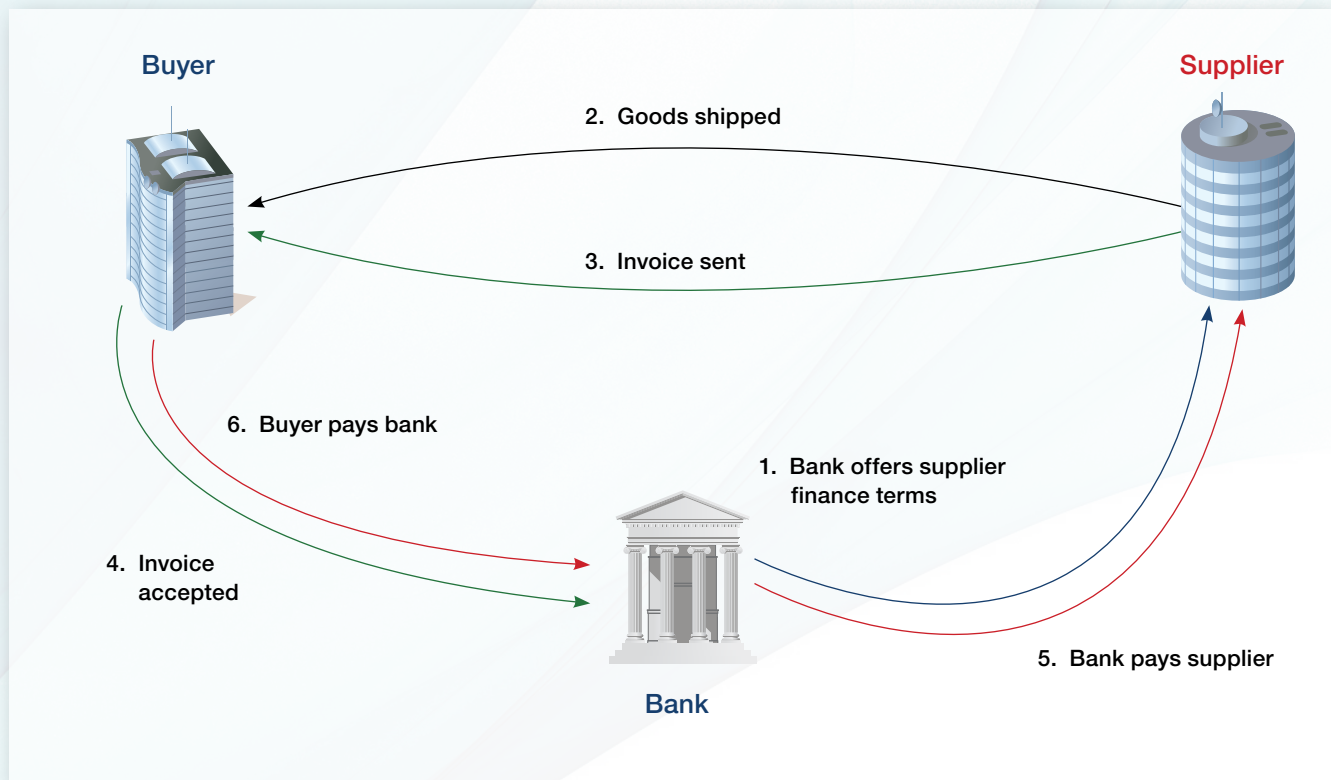 Buyer
Supplier
2. Goods shipped
3. Invoice sent
6. Buyer pays bank
1. Bank offers supplier
finance terms
4. Invoice
accepted
5. Bank pays supplier
Bank